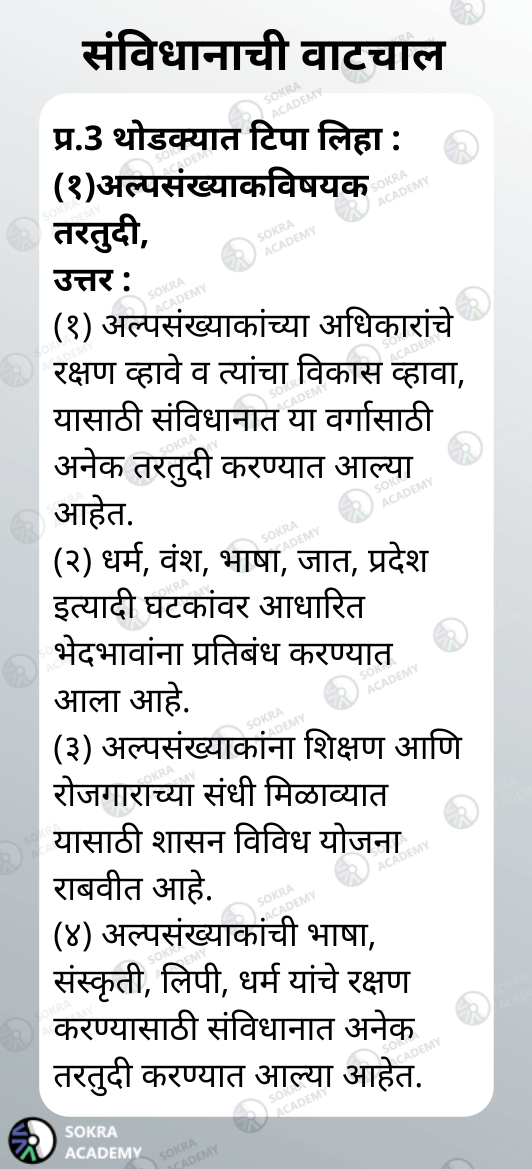 संविधानाची वाटचाल
प्र.3 थोडक्यात टिपा लिहा :
(१)अल्पसंख्याकविषयक
तरतुदी,
उत्तर :
(१) अल्पसंख्याकांच्या अधिकारांचे
रक्षण व्हावे व त्यांचा विकास व्हावा,
यासाठी संविधानात या वर्गासाठी
अनेक तरतुदी करण्यात आल्या
आहेत.
(२) धर्म, वंश, भाषा, जात, प्रदेश
इत्यादी घटकांवर आधारित
भेदभावांना प्रतिबंध करण्यात
आला आहे.
(३) अल्पसंख्याकांना शिक्षण आणि
रोजगाराच्या संधी मिळाव्यात
यासाठी शासन विविध योजना
राबवीत आहे.
(४) अल्पसंख्याकांची भाषा,
संस्कृती, लिपी, धर्म यांचे रक्षण
करण्यासाठी संविधानात अनेक
तरतुदी करण्यात आल्या आहेत.
SOKRA
ACADEMY